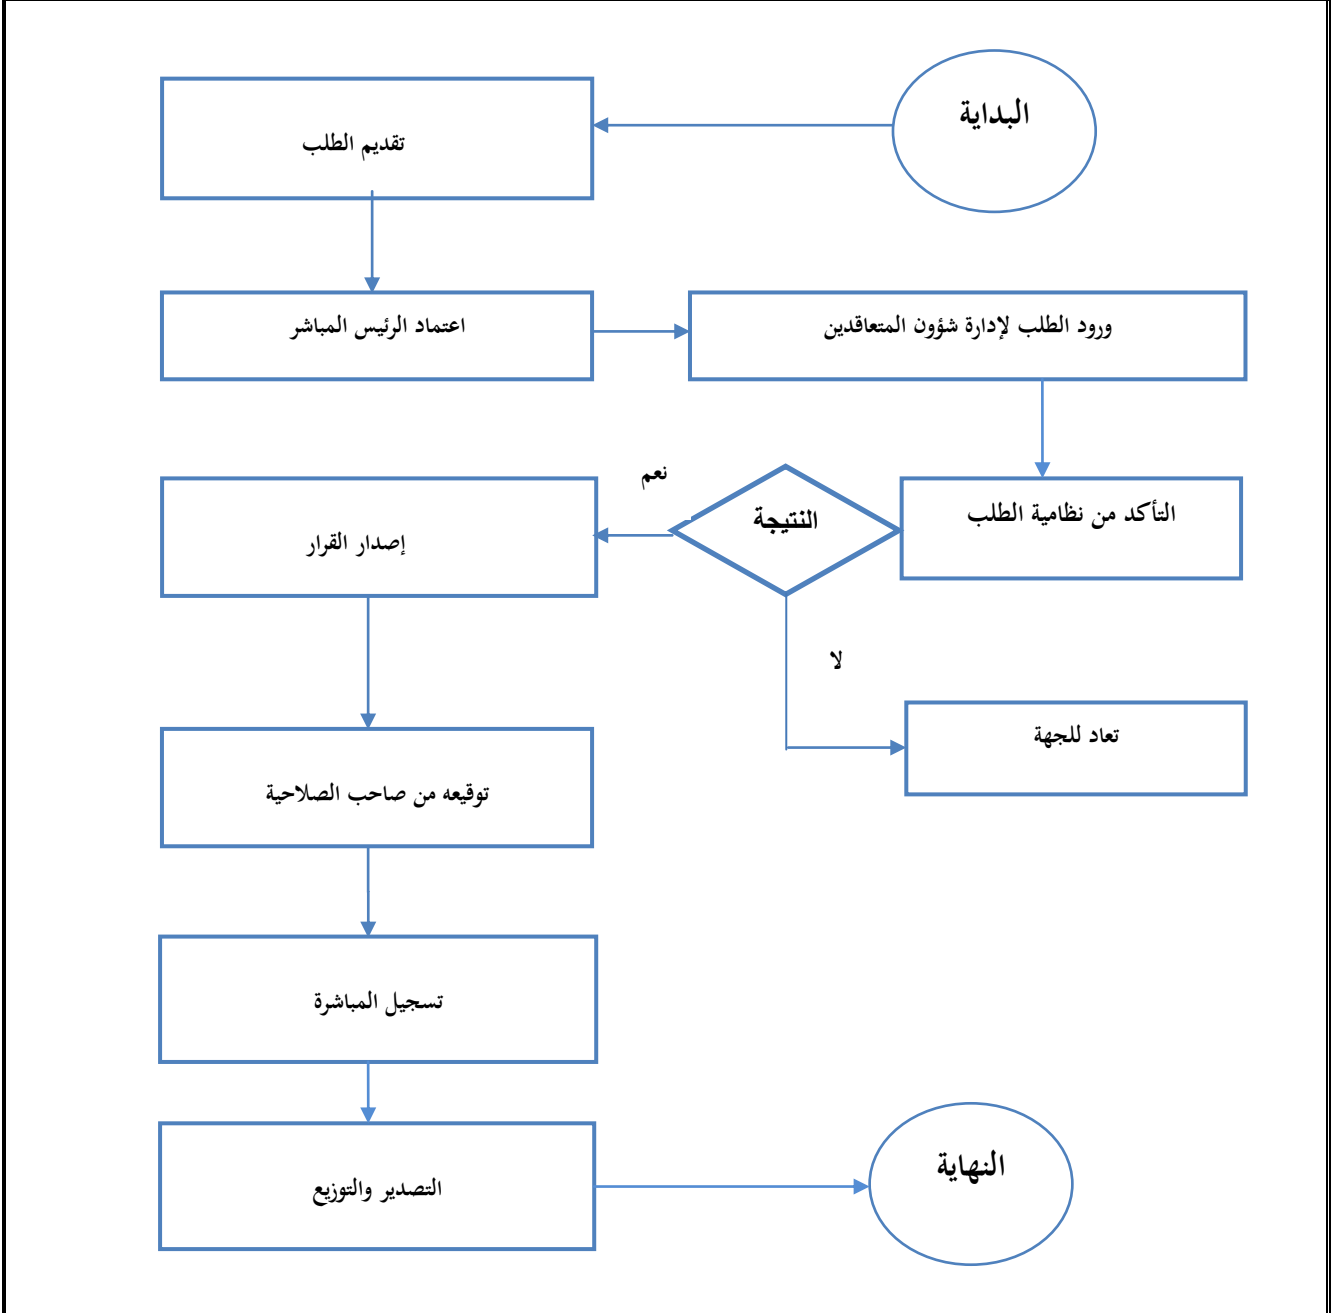 البداية
تقديم الطلب
اعتماد الرئيس المباشر
ورود الطلب لإدارة شؤون المتعاقدين
التأكد من نظامية الطلب
النتيجة
نعم
إصدار القرار
لا
تعاد للجهة
توقيعه من صاحب الصلاحية
تسجيل المباشرة
التصدير والتوزيع
النهاية